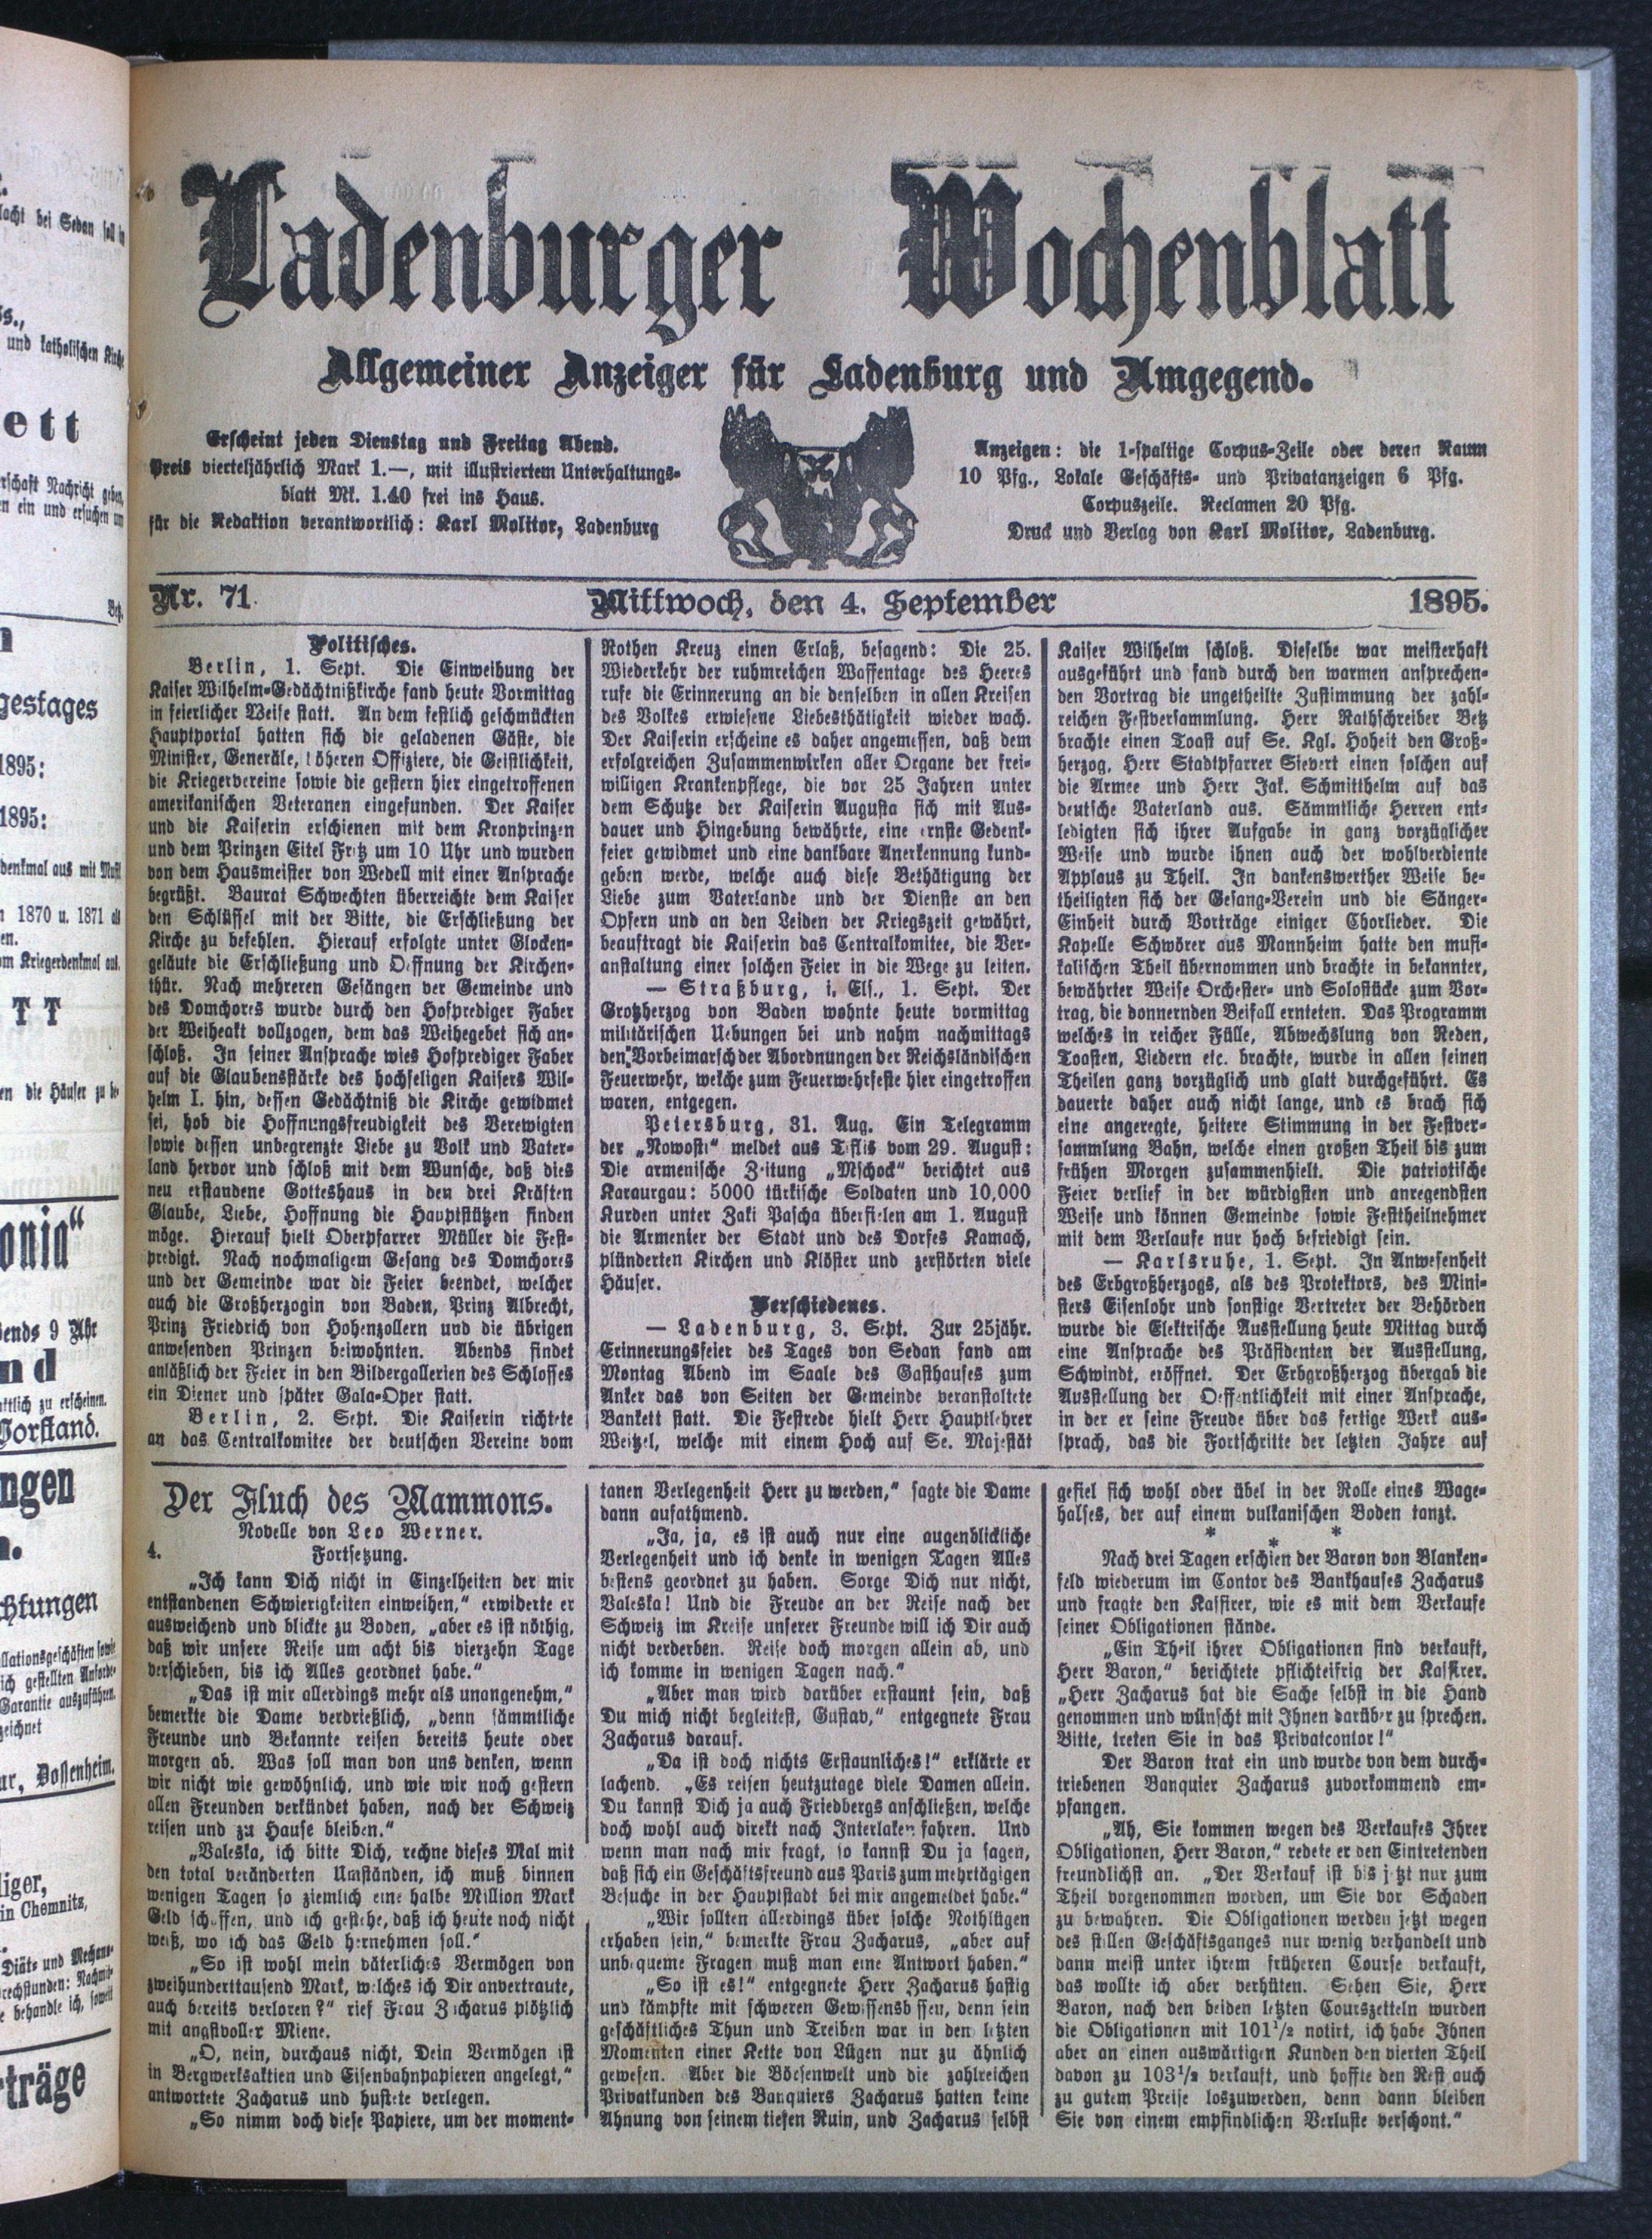 Ladenburger Wochenblatt
Allgemeiner Anzeiger für Ladenburg und Umgegend.
Erscheint jeden Dienstag und Freitag Abend.
Preis vierteljährlich Mark 1.—, mit illustriertem Unterhaltungs-
blatt Mk. 1.40 frei ins Haus.
für die Redaktion verantwortlich: Karl Molitor, Ladenburg
Anzeigen: die 1-spaltige Corpus-Zeile oder deren Raum
10 Pfg., Lokale Geschäfts- und Privatanzeigen 6 Pfg.
Corpuszeile. Reclamen 20 Pfg.
Druck und Verlag von Karl Molitor, Ladenburg.
Nr. 71. Mittwoch, den 4. September 1895.
Politisches.
Berlin, 1. Sept. Die Einweihung der
Kaiser Wilhelm-Gedächtnißkirche fand heute Vormittag
in feierlicher Weise statt. An dem festlich geschmückten
Hauptportal hatten sich die geladenen Gäste, die
Minister, Generäle, höheren Offiziere, die Geistlichkeit,
die Kriegervereine sowie die gestern hier eingetroffenen
amerikanischen Veteranen eingefunden. Der Kaiser
und die Kaiserin erschienen mit dem Kronprinzen
und dem Prinzen Eitel Fritz um 10 Uhr und wurden
von dem Hausmeister von Wedell mit einer Ansprache
begrüßt. Baurat Schwechten überreichte dem Kaiser
den Schlüssel mit der Bitte, die Erschließung der
Kirche zu befehlen. Hierauf erfolgte unter Glocken-
geläute die Erschließung und Oeffnung der Kirchen-
thür. Nach mehreren Gesängen der Gemeinde und
des Domchores wurde durch den Hofprediger Faber
der Weiheakt vollzogen, dem das Weihegebet sich an-
schloß. In seiner Ansprache wies Hofprediger Faber
auf die Glaubensstärke des hochseligen Kaisers Wil-
helm I. hin, dessen Gedächtniß die Kirche gewidmet
sei, hob die Hoffnungsfreudigkeit des Verewigten
sowie dessen unbegrenzte Liebe zu Volk und Vater-
land hervor und schloß mit dem Wunsche, daß dies
neu erstandene Gotteshaus in den drei Kräften
Glaube, Liebe, Hoffnung die Hauptstützen finden
möge. Hierauf hielt Oberpfarrer Müller die Fest-
predigt. Nach nochmaligem Gesang des Domchores
und der Gemeinde war die Feier beendet, welcher
auch die Großherzogin von Baden, Prinz Albrecht,
Prinz Friedrich von Hohenzollern und die übrigen
anwesenden Prinzen beiwohnten. Abends findet
anläßlich der Feier in den Bildergallerien des Schlosses
ein Diener und später Gala-Oper statt.
Berlin, 2. Sept. Die Kaiserin richtete
an das Centralkomitee der deutschen Vereine vom
Rothen Kreuz einen Erlaß, besagend: Die 25.
Wiederkehr der ruhmreichen Waffentage des Heeres
rufe die Erinnerung an die denselben in allen Kreisen
des Volkes erwiesene Liebesthätigkeit wieder wach.
Der Kaiserin erscheine es daher angemessen, daß dem
erfolgreichen Zusammenwirken aller Organe der frei-
willigen Krankenpflege, die vor 25 Jahren unter
dem Schutze der Kaiserin Augusta sich mit Aus-
dauer und Hingebung bewährte, eine ernste Gedenk-
feier gewidmet und eine dankbare Anerkennung kund-
geben werde, welche auch diese Bethätigung der
Liebe zum Vaterlande und der Dienste an den
Opfern und an den Leiden der Kriegszeit gewährt,
beauftragt die Kaiserin das Centralkomitee, die Ver-
anstaltung einer solchen Feier in die Wege zu leiten.
— Straßburg, i. Els., 1. Sept. Der
Großherzog von Baden wohnte heute vormittag
militärischen Uebungen bei und nahm nachmittags
den Vorbeimarsch der Abordnungen der Reichsländischen
Feuerwehr, welche zum Feuerwehrfeste hier eingetroffen
waren, entgegen.
Petersburg, 31. Aug. Ein Telegramm
der „Nowosti“ meldet aus Tiflis vom 29. August:
Die armenische Zeitung „Mschock“ berichtet aus
Karaurgau: 5000 türkische Soldaten und 10,000
Kurden unter Zaki Pascha überfielen am 1. August
die Armenier der Stadt und des Dorfes Kamach,
plünderten Kirchen und Klöster und zerstörten viele
Häuser.
Verschiedenes.
— Ladenburg, 3. Sept. Zur 25jähr.
Erinnerungsfeier des Tages von Sedan fand am
Montag Abend im Saale des Gasthauses zum
Anker das von Seiten der Gemeinde veranstaltete
Bankett statt. Die Festrede hielt Herr Hauptlehrer
Weitzel, welche mit einem Hoch auf Se. Majestät
Kaiser Wilhelm schloß. Dieselbe war meisterhaft
ausgeführt und fand durch den warmen ansprechen-
den Vortrag die ungetheilte Zustimmung der zahl-
reichen Festversammlung. Herr Rathschreiber Betz
brachte einen Toast auf Se. Kgl. Hoheit den Groß-
herzog, Herr Stadtpfarrer Sievert einen solchen auf
die Armee und Herr Jak. Schmitthelm auf das
deutsche Vaterland aus. Sämmtliche Herren ent-
ledigten sich ihrer Aufgabe in ganz vorzüglicher
Weise und wurde ihnen auch der wohlverdiente
Applaus zu Theil. In dankenswerther Weise be-
theiligten sich der Gesang-Verein und die Sänger-
Einheit durch Vorträge einiger Chorlieder. Die
Kapelle Schwörer aus Mannheim hatte den musi-
kalischen Theil übernommen und brachte in bekannter,
bewährter Weise Orchester- und Solostücke zum Vor-
trag, die donnernden Beifall ernteten. Das Programm
welches in reicher Fülle, Abwechslung von Reden,
Toasten, Liedern etc. brachte, wurde in allen seinen
Theilen ganz vorzüglich und glatt durchgeführt. Es
dauerte daher auch nicht lange, und es brach sich
eine angeregte, heitere Stimmung in der Festver-
sammlung Bahn, welche einen großen Theil bis zum
frühen Morgen zusammenhielt. Die patriotische
Feier verlief in der würdigsten und anregendsten
Weise und können Gemeinde sowie Festtheilnehmer
mit dem Verlaufe nur hoch befriedigt sein.
— Karlsruhe, 1. Sept. In Anwesenheit
des Erbgroßherzogs, als des Protektors, des Mini-
sters Eisenlohr und sonstige Vertreter der Behörden
wurde die Elektrische Ausstellung heute Mittag durch
eine Ansprache des Präsidenten der Ausstellung,
Schwindt, eröffnet. Der Erbgroßherzog übergab die
Ausstellung der Oeffentlichkeit mit einer Ansprache,
in der er seine Freude über das fertige Werk aus-
sprach, das die Fortschritte der letzten Jahre auf
Der Fluch des Mammons.
Novelle von Leo Werner.
4. Fortsetzung.
„Ich kann Dich nicht in Einzelheiten der mir
entstandenen Schwierigkeiten einweihen,“ erwiderte er
ausweichend und blickte zu Boden, „aber es ist nöthig,
daß wir unsere Reise um acht bis vierzehn Tage
verschieben, bis ich Alles geordnet habe.“
„Das ist mir allerdings mehr als unangenehm,“
bemerkte die Dame verdrießlich, „denn sämmtliche
Freunde und Bekannte reisen bereits heute oder
morgen ab. Was soll man von uns denken, wenn
wir nicht wie gewöhnlich, und wie wir noch gestern
allen Freunden verkündet haben, nach der Schweiz
reisen und zu Hause bleiben.“
„Valeska, ich bitte Dich, rechne dieses Mal mit
den total veränderten Umständen, ich muß binnen
wenigen Tagen so ziemlich eine halbe Million Mark
Geld schaffen, und ich gestehe, daß ich heute noch nicht
weiß, wo ich das Geld hernehmen soll.“
„So ist wohl mein väterliches Vermögen von
zweihunderttausend Mark, welches ich Dir anvertraute,
auch bereits verloren?“ rief Frau Zacharus plötzlich
mit angstvoller Miene.
„O, nein, durchaus nicht, Dein Vermögen ist
in Bergwerksaktien und Eisenbahnpapieren angelegt,“
antwortete Zacharus und hustete verlegen.
„So nimm doch diese Papiere, um der moment-
tanen Verlegenheit Herr zu werden,“ sagte die Dame
dann aufathmend.
„Ja, ja, es ist auch nur eine augenblickliche
Verlegenheit und ich denke in wenigen Tagen Alles
bestens geordnet zu haben. Sorge Dich nur nicht,
Valeska! Und die Freude an der Reise nach der
Schweiz im Kreise unserer Freunde will ich Dir auch
nicht verderben. Reise doch morgen allein ab, und
ich komme in wenigen Tagen nach.“
„Aber man wird darüber erstaunt sein, daß
Du mich nicht begleitest, Gustav,“ entgegnete Frau
Zacharus darauf.
„Da ist doch nichts Erstaunliches!“ erklärte er
lachend. „Es reisen heutzutage viele Damen allein.
Du kannst Dich ja auch Friedbergs anschließen, welche
doch wohl auch direkt nach Interlaken fahren. Und
wenn man nach mir fragt, so kannst Du ja sagen,
daß sich ein Geschäftsfreund aus Paris zum mehrtägigen
Besuche in der Hauptstadt bei mir angemeldet habe.“
„Wir sollten allerdings über solche Nothlügen
erhaben sein,“ bemerkte Frau Zacharus, „aber auf
unbequeme Fragen muß man eine Antwort haben.“
„So ist es!“ entgegnete Herr Zacharus hastig
und kämpfte mit schweren Gewissensbissen, denn sein
geschäftliches Thun und Treiben war in den letzten
Momenten einer Kette von Lügen nur zu ähnlich
gewesen. Aber die Börsenwelt und die zahlreichen
Privatkunden des Banquiers Zacharus hatten keine
Ahnung von seinem tiefen Ruin, und Zacharus selbst
gefiel sich wohl oder übel in der Rolle eines Wage-
halses, der auf einem vulkanischen Boden tanzt.
* * *
Nach drei Tagen erschien der Baron von Blanken-
feld wiederum im Contor des Bankhauses Zacharus
und fragte den Kassirer, wie es mit dem Verkaufe
seiner Obligationen stände.
„Ein Theil ihrer Obligationen sind verkauft,
Herr Baron,“ berichtete pflichteifrig der Kassirer.
„Herr Zacharus hat die Sache selbst in die Hand
genommen und wünscht mit Ihnen darüber zu sprechen.
Bitte, treten Sie in das Privatcontor!“
Der Baron trat ein und wurde von dem durch-
triebenen Banquier Zacharus zuvorkommend em-
pfangen.
„Ah, Sie kommen wegen des Verkaufes Ihrer
Obligationen, Herr Baron,“ redete er den Eintretenden
freundlichst an. „Der Verkauf ist bis jetzt nur zum
Theil vorgenommen worden, um Sie vor Schaden
zu bewahren. Die Obligationen werden jetzt wegen
des stillen Geschäftsganges nur wenig verhandelt und
dann meist unter ihrem früheren Course verkauft,
das wollte ich aber verhüten. Sehen Sie, Herr
Baron, nach den beiden letzten Courszetteln wurden
die Obligationen mit 101½ notirt, ich habe Ihnen
aber an einen auswärtigen Kunden den vierten Theil
davon zu 103½ verkauft, und hoffte den Rest auch
zu gutem Preise loszuwerden, denn dann bleiben
Sie von einem empfindlichen Verluste verschont.“